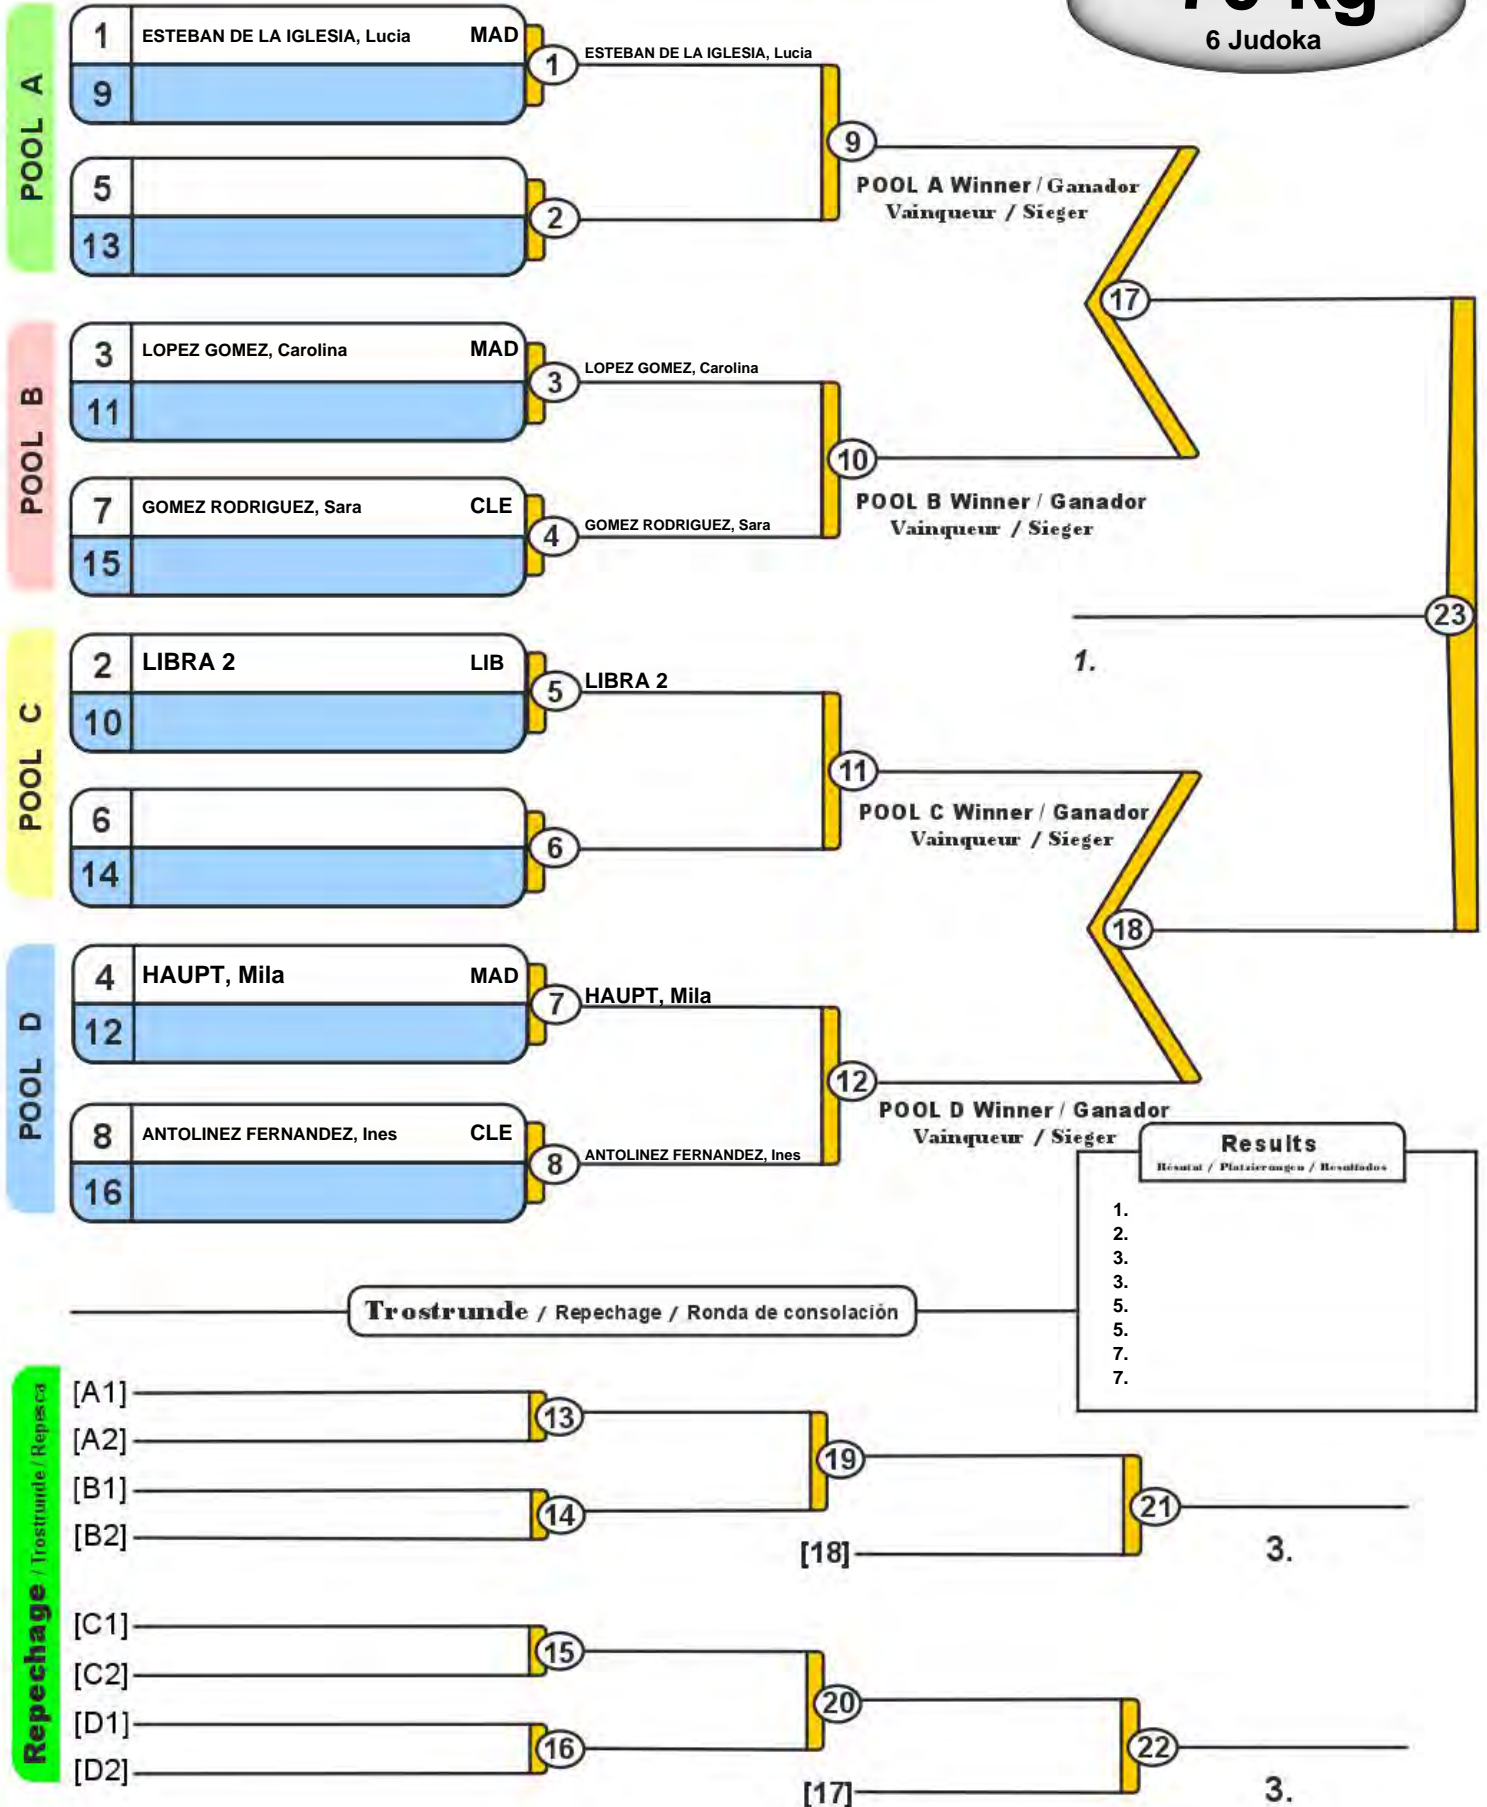 70 kg
6 Judoka
POOL A
1 ESTEBAN DE LA IGLESIA, Lucia MAD
9
1 ESTEBAN DE LA IGLESIA, Lucia
5
13
2
9
POOL A Winner / Ganador
Vainqueur / Sieger
17
POOL B
3 LOPEZ GOMEZ, Carolina MAD
11
3 LOPEZ GOMEZ, Carolina
7 GOMEZ RODRIGUEZ, Sara CLE
15
4 GOMEZ RODRIGUEZ, Sara
10
POOL B Winner / Ganador
Vainqueur / Sieger
23
1.
POOL C
2 LIBRA 2 LIB
10
5 LIBRA 2
6
14
6
11
POOL C Winner / Ganador
Vainqueur / Sieger
18
POOL D
4 HAUPT, Mila MAD
12
7 HAUPT, Mila
8 ANTOLINEZ FERNANDEZ, Ines CLE
16
8 ANTOLINEZ FERNANDEZ, Ines
12
POOL D Winner / Ganador
Vainqueur / Sieger
Results
Résutat / Platzierungen / Resultados
1.
2.
3.
3.
5.
5.
7.
7.
Trostrunde / Repechage / Ronda de consolación
Repechage / Trostrunde / Repesca
[A1]
[A2]
13
[B1]
[B2]
14
19
[18]
21
3.
[C1]
[C2]
15
[D1]
[D2]
16
20
[17]
22
3.